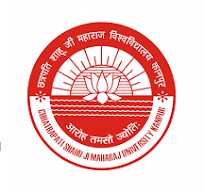 छत्रपति शाहू जी महाराज विश्वविद्यालय कानपुर
आरोह तमसो ज्योतिः
CHHATRAPATI SHAHU JI MAHARAJ UNIVERSITY KANPUR